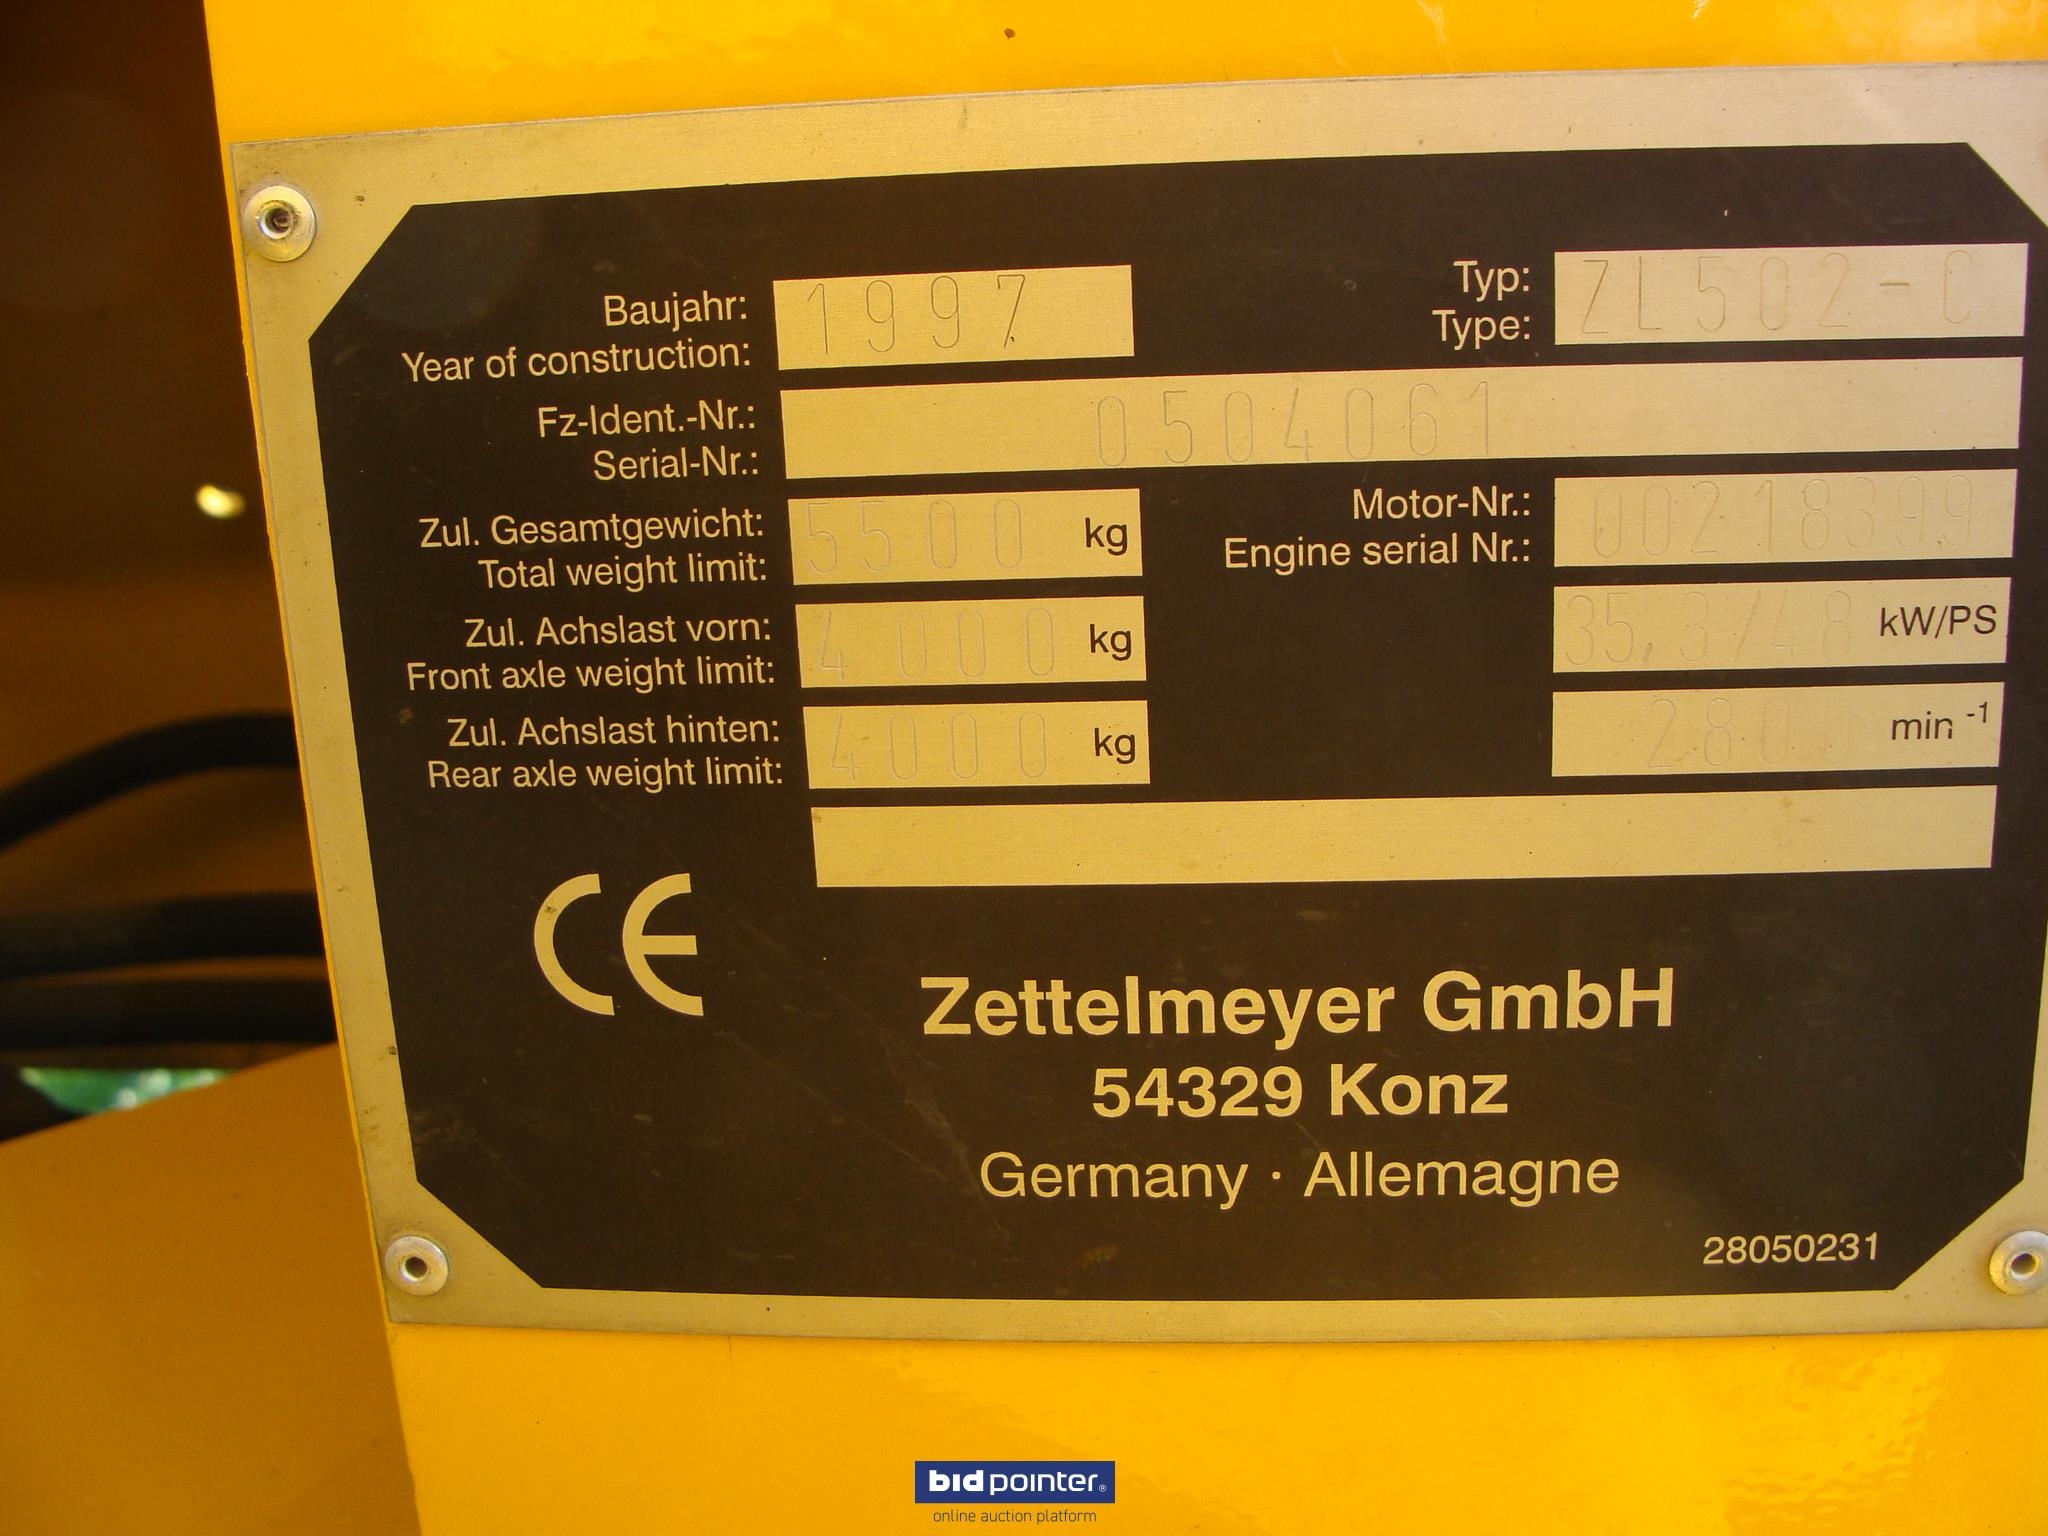 Baujahr:
Year of construction: 1997
Typ:
Type: ZL502-C
Fz-Ident.-Nr.:
Serial-Nr.: 0504061
Zul. Gesamtgewicht:
Total weight limit: 5500 kg
Motor-Nr.:
Engine serial Nr.: 00218399
Zul. Achslast vorn:
Front axle weight limit: 4000 kg
35,3/48 kW/PS
Zul. Achslast hinten:
Rear axle weight limit: 4000 kg
2800 min -1
CE
Zettelmeyer GmbH
54329 Konz
Germany · Allemagne
28050231
bidpointer®
online auction platform